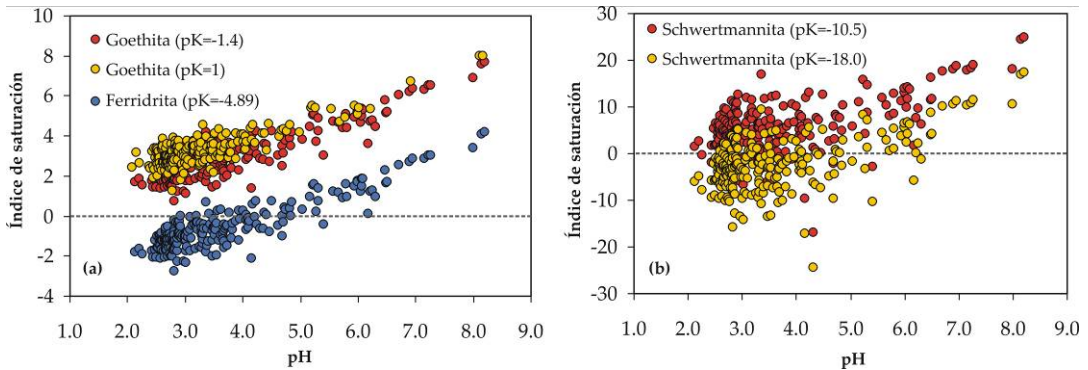 Índice de saturación
10
8
6
4
2
0
-2
-4
Goethita (pK=-1.4)
Goethita (pK=1)
Ferridrita (pK=-4.89)
(a)
1.0 2.0 3.0 4.0 5.0 6.0 7.0 8.0 9.0
pH
Índice de saturación
30
20
10
0
-10
-20
-30
Schwertmannita (pK=-10.5)
Schwertmannita (pK=-18.0)
(b)
1.0 2.0 3.0 4.0 5.0 6.0 7.0 8.0 9.0
pH